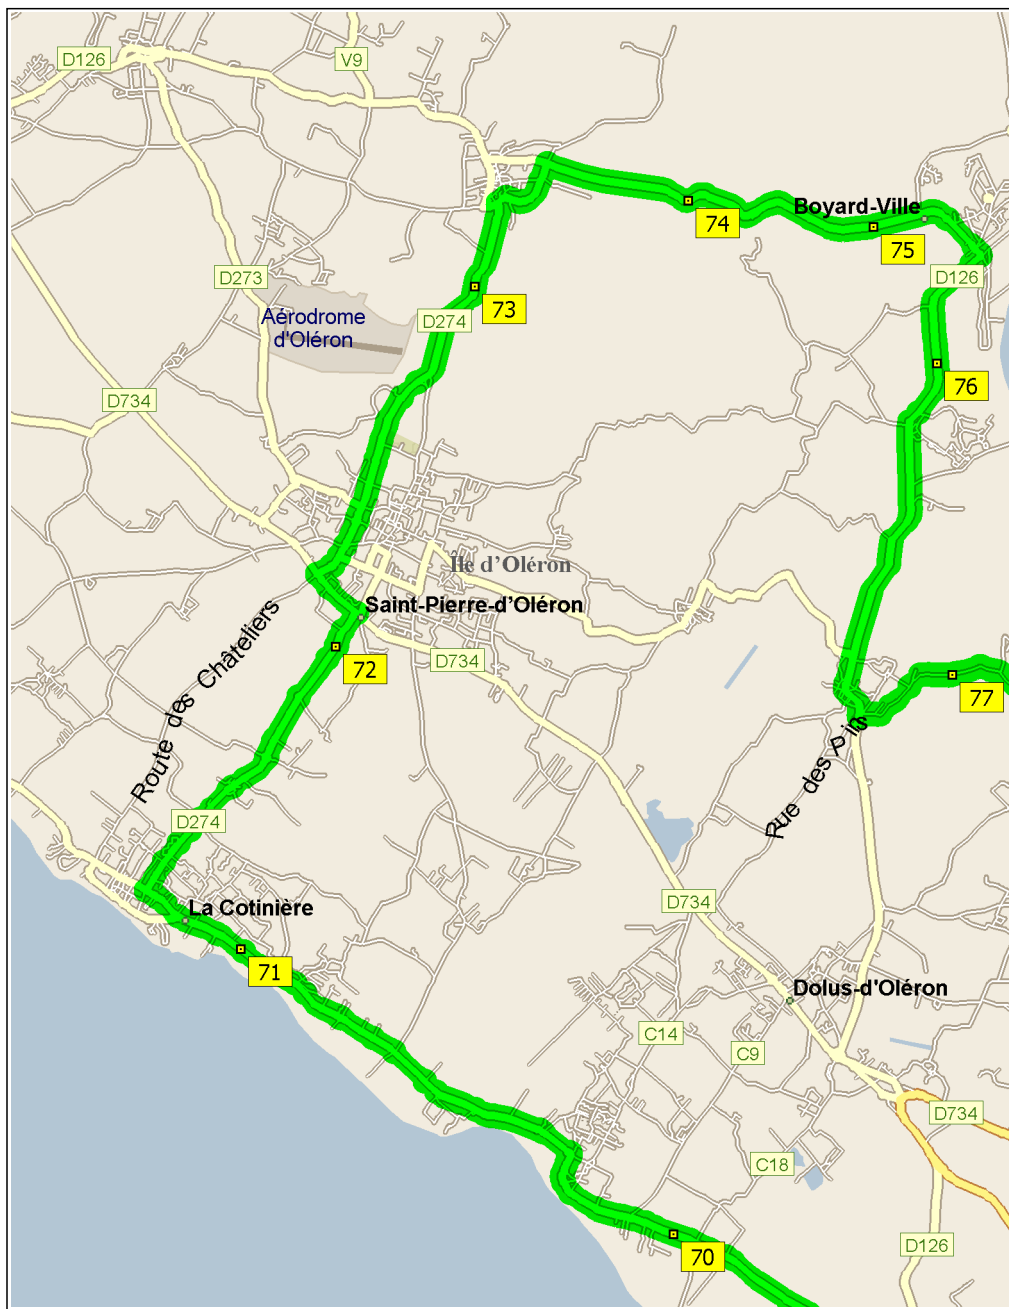 D126
V9
74
Boyard-Ville
75
D273
D126
73
Aérodrome
d'Oléron
D274
76
D734
Île d'Oléron
Saint-Pierre-d'Oléron
72
D734
77
Route des Châteliers
Rue des Pins
D274
D734
La Cotinière
71
Dolus-d'Oléron
C14
C9
D734
C18
D126
70